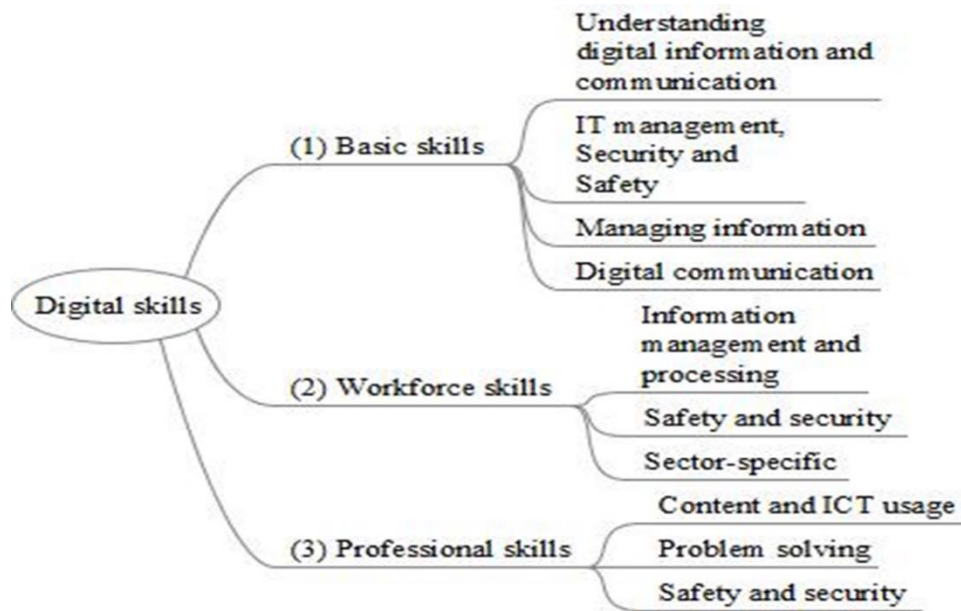 Digital skills
(1) Basic skills
Understanding
digital information and
communication
IT management,
Security and
Safety
Managing information
Digital communication
(2) Workforce skills
Information
management and
processing
Safety and security
Sector-specific
(3) Professional skills
Content and ICT usage
Problem solving
Safety and security